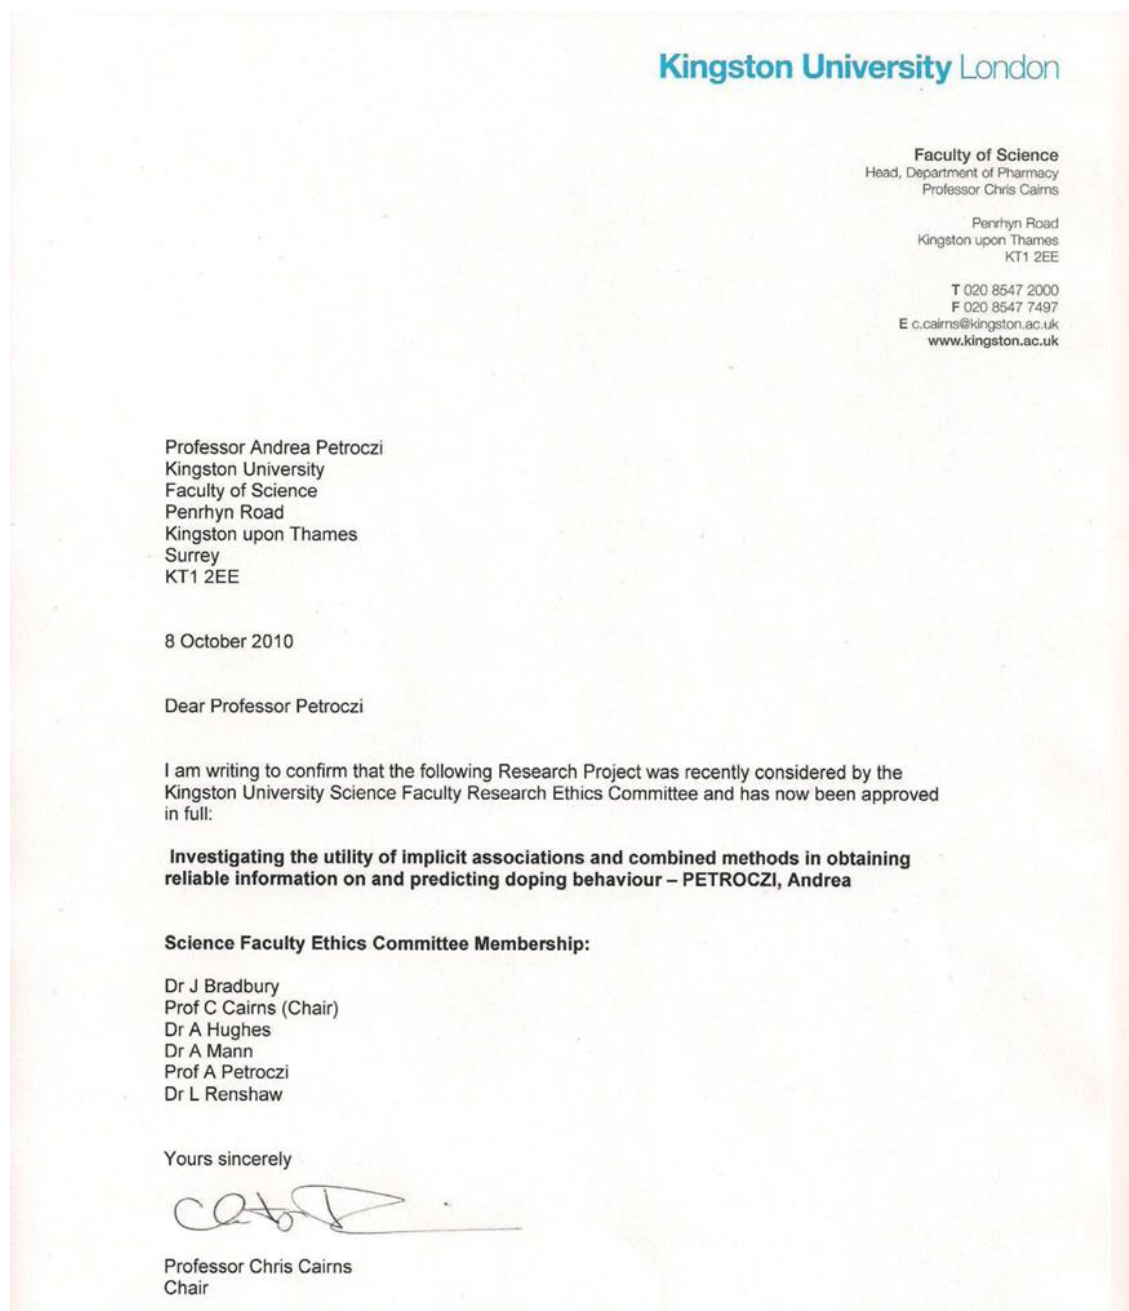 Kingston University London
Faculty of Science
Head, Department of Pharmacy
Professor Chris Cairns
Penrhyn Road
Kingston upon Thames
KT1 2EE
T 020 8547 2000
F 020 8547 7497
E c.cairns@kingston.ac.uk
www.kingston.ac.uk
Professor Andrea Petroczi
Kingston University
Faculty of Science
Penrhyn Road
Kingston upon Thames
Surrey
KT1 2EE
8 October 2010
Dear Professor Petroczi
I am writing to confirm that the following Research Project was recently considered by the
Kingston University Science Faculty Research Ethics Committee and has now been approved
in full:
Investigating the utility of implicit associations and combined methods in obtaining
reliable information on and predicting doping behaviour – PETROCZI, Andrea
Science Faculty Ethics Committee Membership:
Dr J Bradbury
Prof C Cairns (Chair)
Dr A Hughes
Dr A Mann
Prof A Petroczi
Dr L Renshaw
Yours sincerely
Professor Chris Cairns
Chair